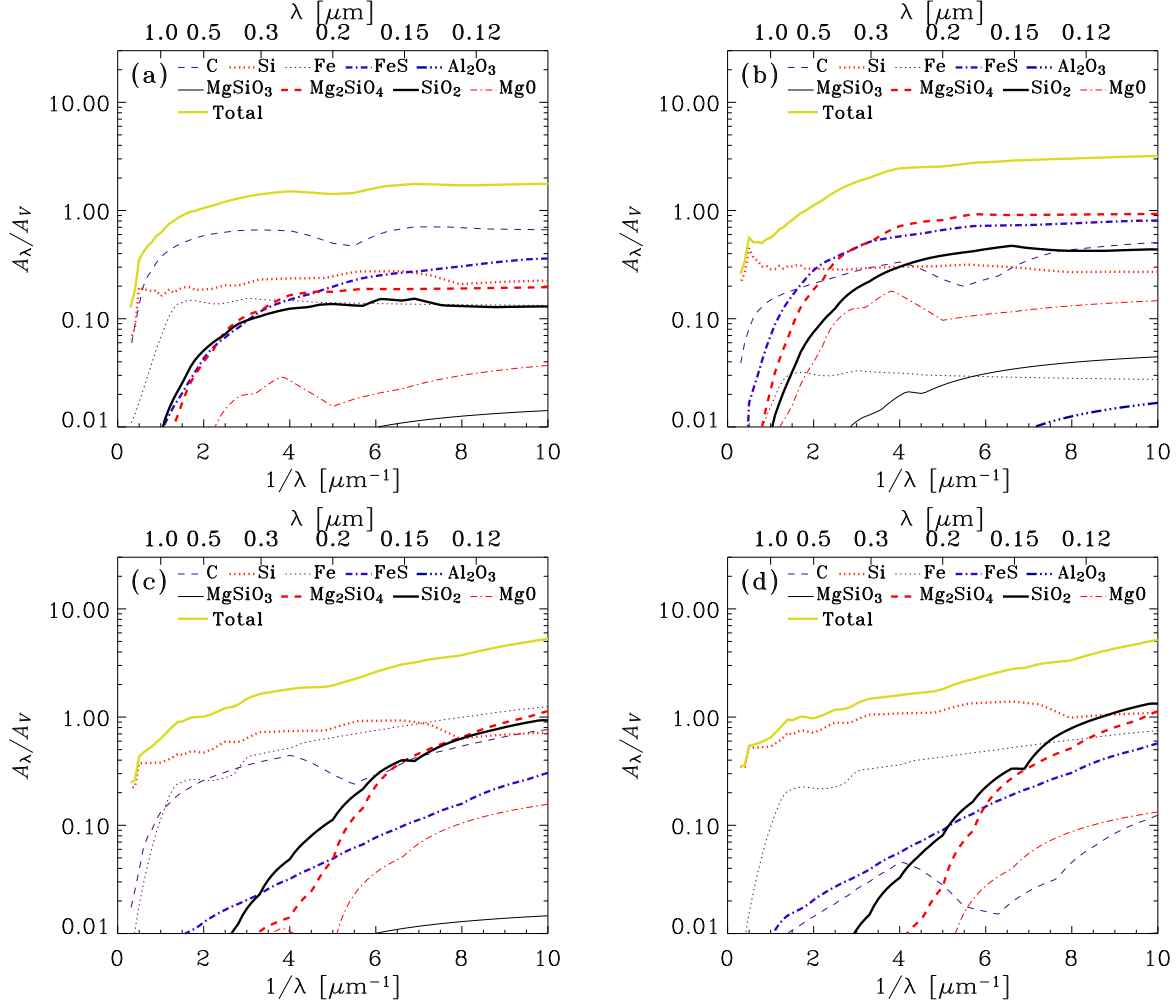 λ [μm]
1.0 0.5 0.3 0.2 0.15 0.12
(a)
C Si Fe FeS Al₂O₃
MgSiO₃ Mg₂SiO₄ SiO₂ MgO
Total
10.00
1.00
0.10
0.01
A_λ/A_V
0 2 4 6 8 10
1/λ [μm⁻¹]
λ [μm]
1.0 0.5 0.3 0.2 0.15 0.12
(b)
C Si Fe FeS Al₂O₃
MgSiO₃ Mg₂SiO₄ SiO₂ MgO
Total
10.00
1.00
0.10
0.01
A_λ/A_V
0 2 4 6 8 10
1/λ [μm⁻¹]
λ [μm]
1.0 0.5 0.3 0.2 0.15 0.12
(c)
C Si Fe FeS Al₂O₃
MgSiO₃ Mg₂SiO₄ SiO₂ MgO
Total
10.00
1.00
0.10
0.01
A_λ/A_V
0 2 4 6 8 10
1/λ [μm⁻¹]
λ [μm]
1.0 0.5 0.3 0.2 0.15 0.12
(d)
C Si Fe FeS Al₂O₃
MgSiO₃ Mg₂SiO₄ SiO₂ MgO
Total
10.00
1.00
0.10
0.01
A_λ/A_V
0 2 4 6 8 10
1/λ [μm⁻¹]